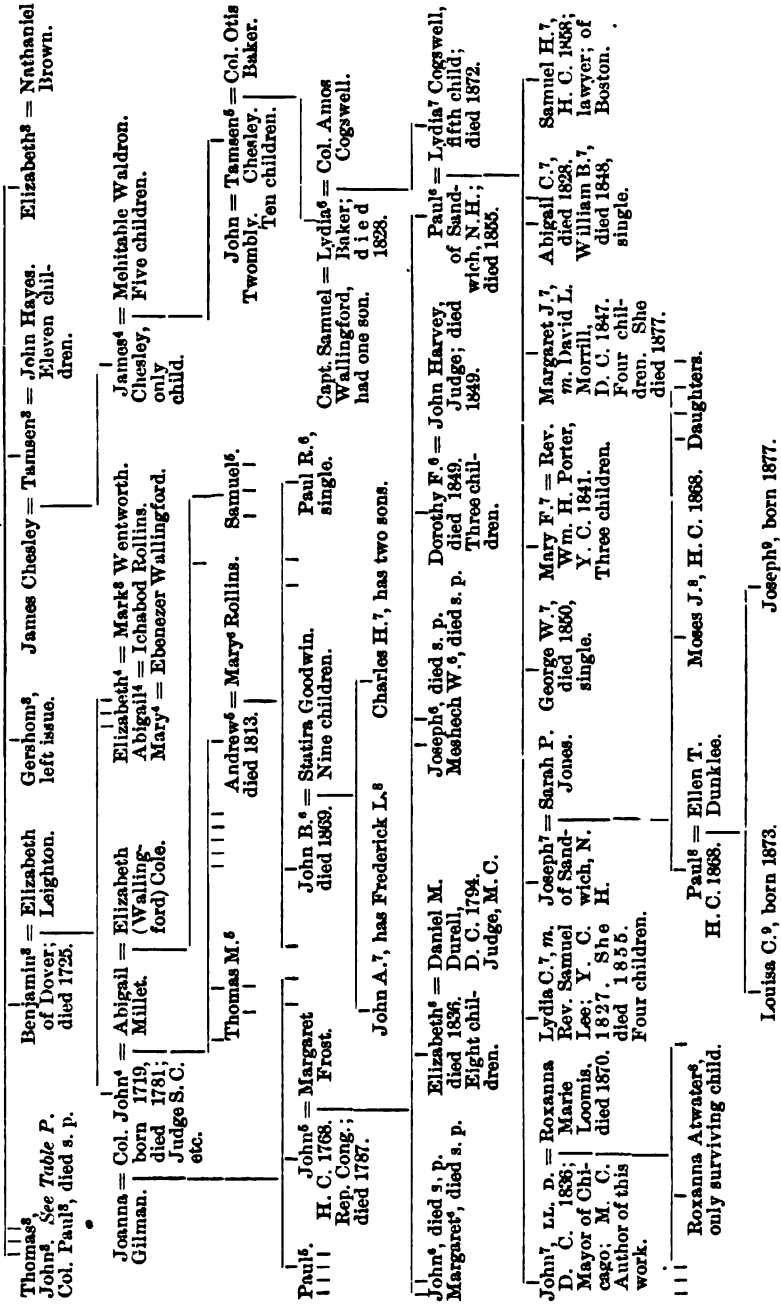 Thomas³,
John³. See Table P.
Col. Paul³, died s. p.
Benjamin³ = Elizabeth
of Dover; Leighton.
died 1725.
Gershom³,
left issue.
James Chesley = Tamsen³ = John Hayes.
Eleven chil-
dren.
Elizabeth³ = Nathaniel
Brown.
Joanna = Col. John⁴ = Abigail = Elizabeth
Gilman. born 1719, Millet. (Walling-
died 1781; ford) Cole.
Judge S. C.
etc.
Elizabeth⁴ = Mark³ Wentworth.
Abigail⁴ = Ichabod Rollins.
Mary⁴ = Ebenezer Wallingford.
James⁴ = Mehitable Waldron.
Chesley, Five children.
only
child.
Paul⁵.
John⁵ = Margaret
H. C. 1768. Frost.
Rep. Cong.;
died 1787.
Thomas M.⁵
Andrew⁵ = Mary⁵ Rollins.
died 1813.
Samuel⁵.
John = Tamsen⁵ = Col. Otis
Twombly. Chesley. Baker.
Ten children.
John B.⁶ = Statira Goodwin.
died 1869. Nine children.
Paul R.⁶,
single.
Capt. Samuel = Lydia⁶ = Col. Amos
Wallingford, Baker; Cogswell.
had one son. died
1828.
John A.⁷, has Frederick L.⁸
Charles H.⁷, has two sons.
John⁶, died s. p.
Margaret⁶, died s. p.
Elizabeth⁶ = Daniel M.
died 1836. Durell,
Eight chil- D. C. 1794.
dren. Judge, M. C.
Joseph⁶, died s. p.
Meshech W.⁶, died s. p.
Dorothy F.⁶ = John Harvey,
died 1849. Judge; died
Three chil- 1849.
dren.
Paul⁶ = Lydia⁷ Cogswell,
of Sand- fifth child;
wich, N.H.; died 1872.
died 1855.
John⁷, LL. D. = Roxanna
D. C. 1836; Marie
Mayor of Chi- Loomis.
cago; M. C. died 1870.
Author of this
work.
Lydia C.⁷, m.
Rev. Samuel
Lee; Y. C.
1827. She
died 1855.
Four children.
Joseph⁷ = Sarah P.
of Sand- Jones.
wich, N.
H.
George W.⁷,
died 1850,
single.
Mary F.⁷ = Rev.
Wm. H. Porter,
Y. C. 1841.
Three children.
Margaret J.⁷,
m. David L.
Morrill,
D. C. 1847.
Four chil-
dren. She
died 1877.
Abigail C.⁷,
died 1828.
William B.⁷,
died 1848,
single.
Samuel H.⁷,
H. C. 1858;
lawyer; of
Boston.
Roxanna Atwater⁸,
only surviving child.
Paul⁸ = Ellen T.
H. C. 1868. Dunklee.
Moses J.⁸, H. C. 1868. Daughters.
Louisa C.⁹, born 1873.
Joseph⁹, born 1877.